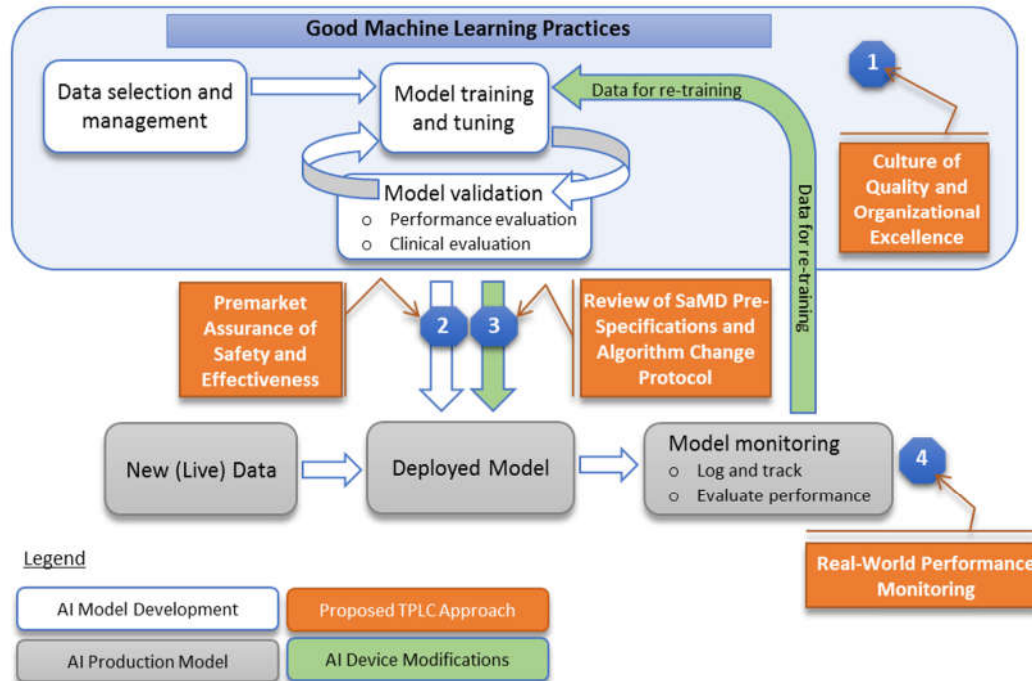 Good Machine Learning Practices
Data selection and
management
Model training
and tuning
Data for re-training
1
Culture of
Quality and
Organizational
Excellence
Model validation
o Performance evaluation
o Clinical evaluation
Data for re-training
Premarket
Assurance of
Safety and
Effectiveness
2
3
Review of SaMD Pre-
Specifications and
Algorithm Change
Protocol
New (Live) Data
Deployed Model
Model monitoring
o Log and track
o Evaluate performance
4
Real-World Performance
Monitoring
Legend
AI Model Development
Proposed TPLC Approach
AI Production Model
AI Device Modifications